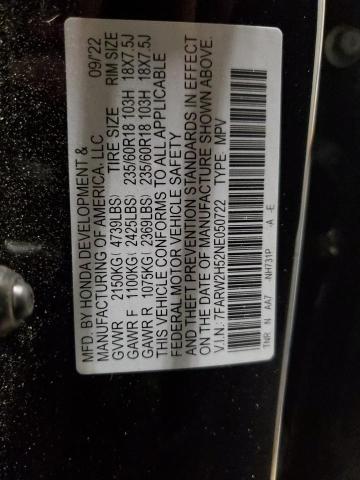 MFD. BY HONDA DEVELOPMENT & 09/22
MANUFACTURING OF AMERICA, LLC
GVWR 2150KG ( 4739LBS) TIRE SIZE RIM SIZE
GAWR F 1100KG ( 2425LBS) 235/60R18 103H 18X7.5J
GAWR R 1075KG ( 2369LBS) 235/60R18 103H 18X7.5J
THIS VEHICLE CONFORMS TO ALL APPLICABLE
FEDERAL MOTOR VEHICLE SAFETY
AND THEFT PREVENTION STANDARDS IN EFFECT
ON THE DATE OF MANUFACTURE SHOWN ABOVE.
V.I.N.: 7FARW2H52NE050722 TYPE: MPV
TNR N AA7 -NH731P -A -E